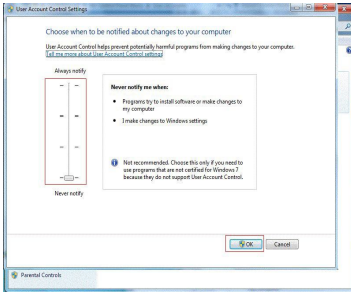 User Account Control Settings
Choose when to be notified about changes to your computer
User Account Control helps prevent potentially harmful programs from making changes to your computer.
Tell me more about User Account Control settings
Always notify
Never notify me when:
• Programs try to install software or make changes to
my computer
• I make changes to Windows settings
Not recommended. Choose this only if you need to
use programs that are not certified for Windows 7
because they do not support User Account Control.
Never notify
OK
Cancel
Parental Controls